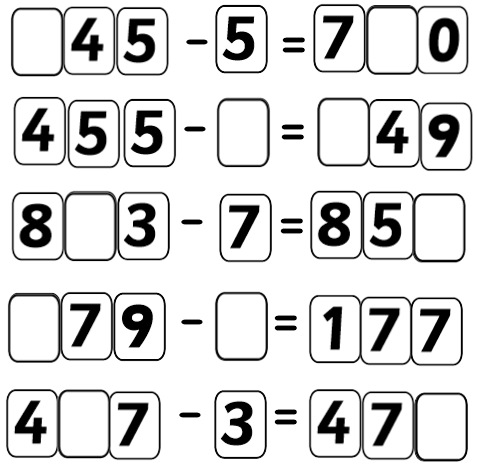 45 - 5 = 7 0
455 - = 49
8 3 - 7 = 85
79 - = 177
4 7 - 3 = 47